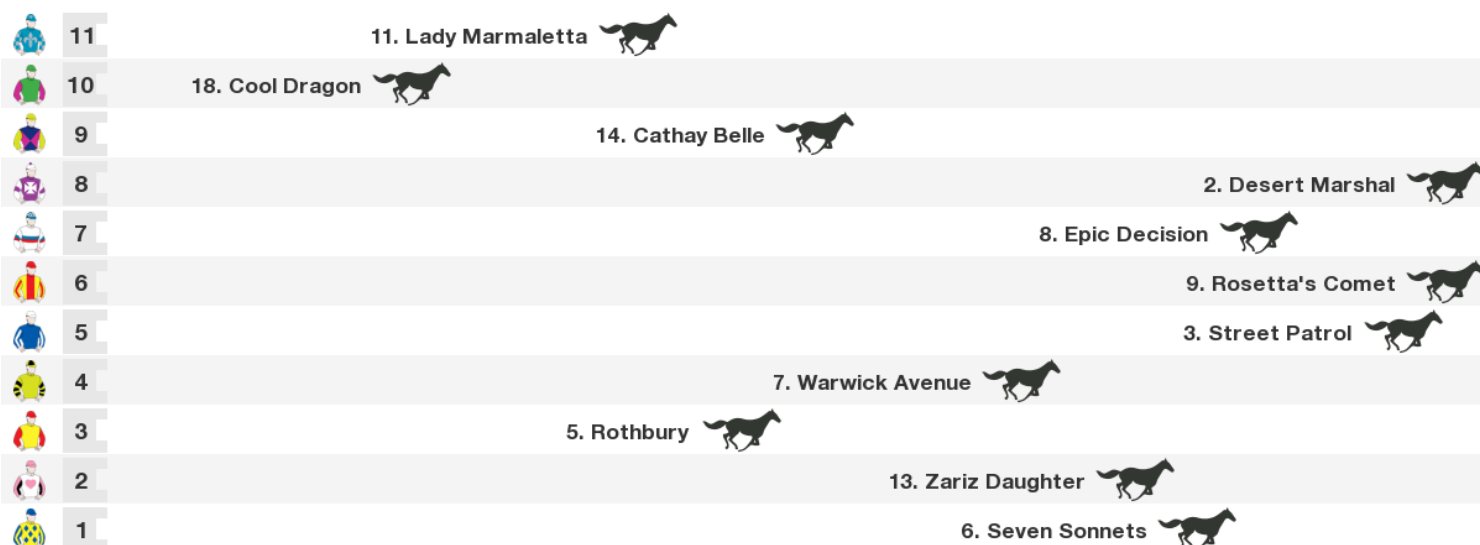 11 11. Lady Marmaletta
10 18. Cool Dragon
9 14. Cathay Belle
8 2. Desert Marshal
7 8. Epic Decision
6 9. Rosetta's Comet
5 3. Street Patrol
4 7. Warwick Avenue
3 5. Rothbury
2 13. Zariz Daughter
1 6. Seven Sonnets